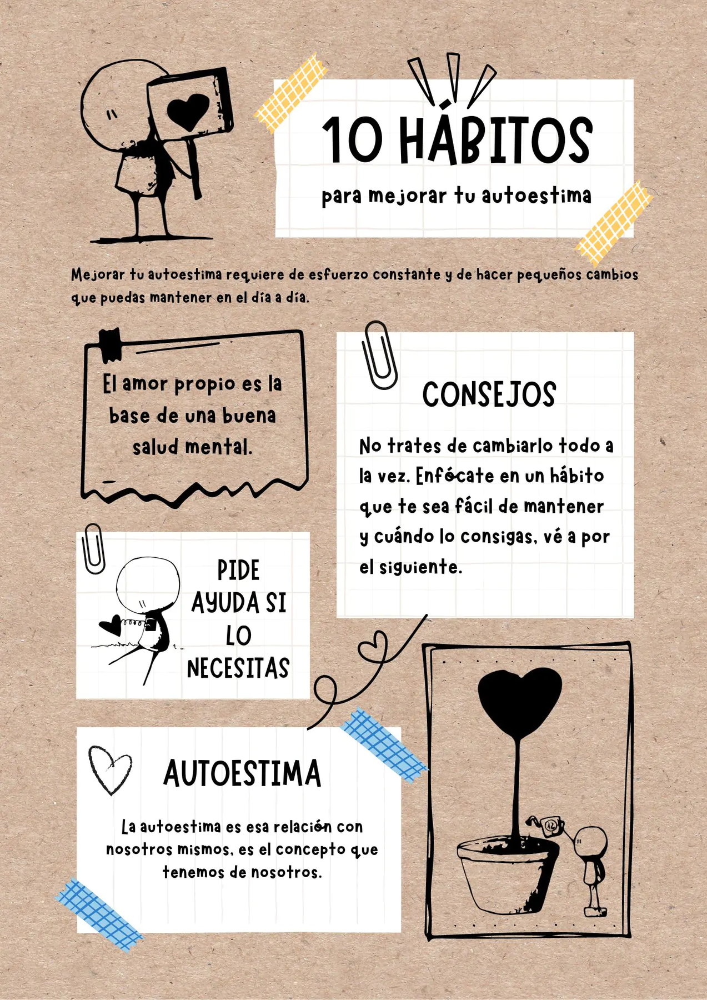 10 HÁBITOS
para mejorar tu autoestima
Mejorar tu autoestima requiere de esfuerzo constante y de hacer pequeños cambios
que puedas mantener en el día a día.
El amor propio es la
base de una buena
salud mental.
CONSEJOS
No trates de cambiarlo todo a
la vez. Enfócate en un hábito
que te sea fácil de mantener
y cuándo lo consigas, vé a por
el siguiente.
PIDE
AYUDA SI
LO
NECESITAS
AUTOESTIMA
La autoestima es esa relación con
nosotros mismos, es el concepto que
tenemos de nosotros.